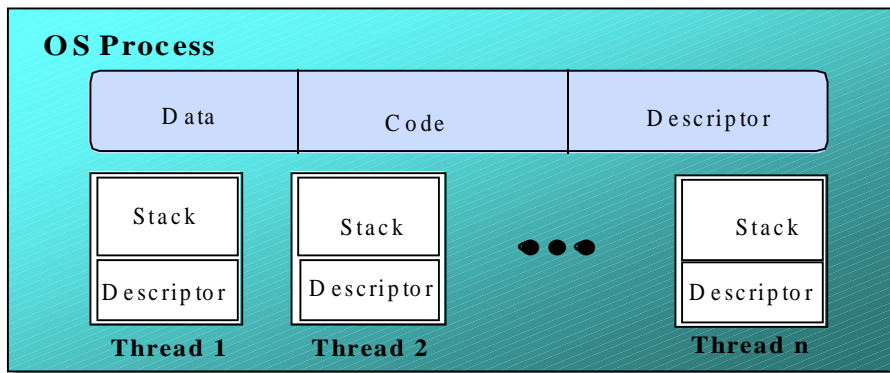 OS Process
Data Code Descriptor
Stack Stack Stack
Descriptor Descriptor Descriptor
Thread 1 Thread 2 Thread n